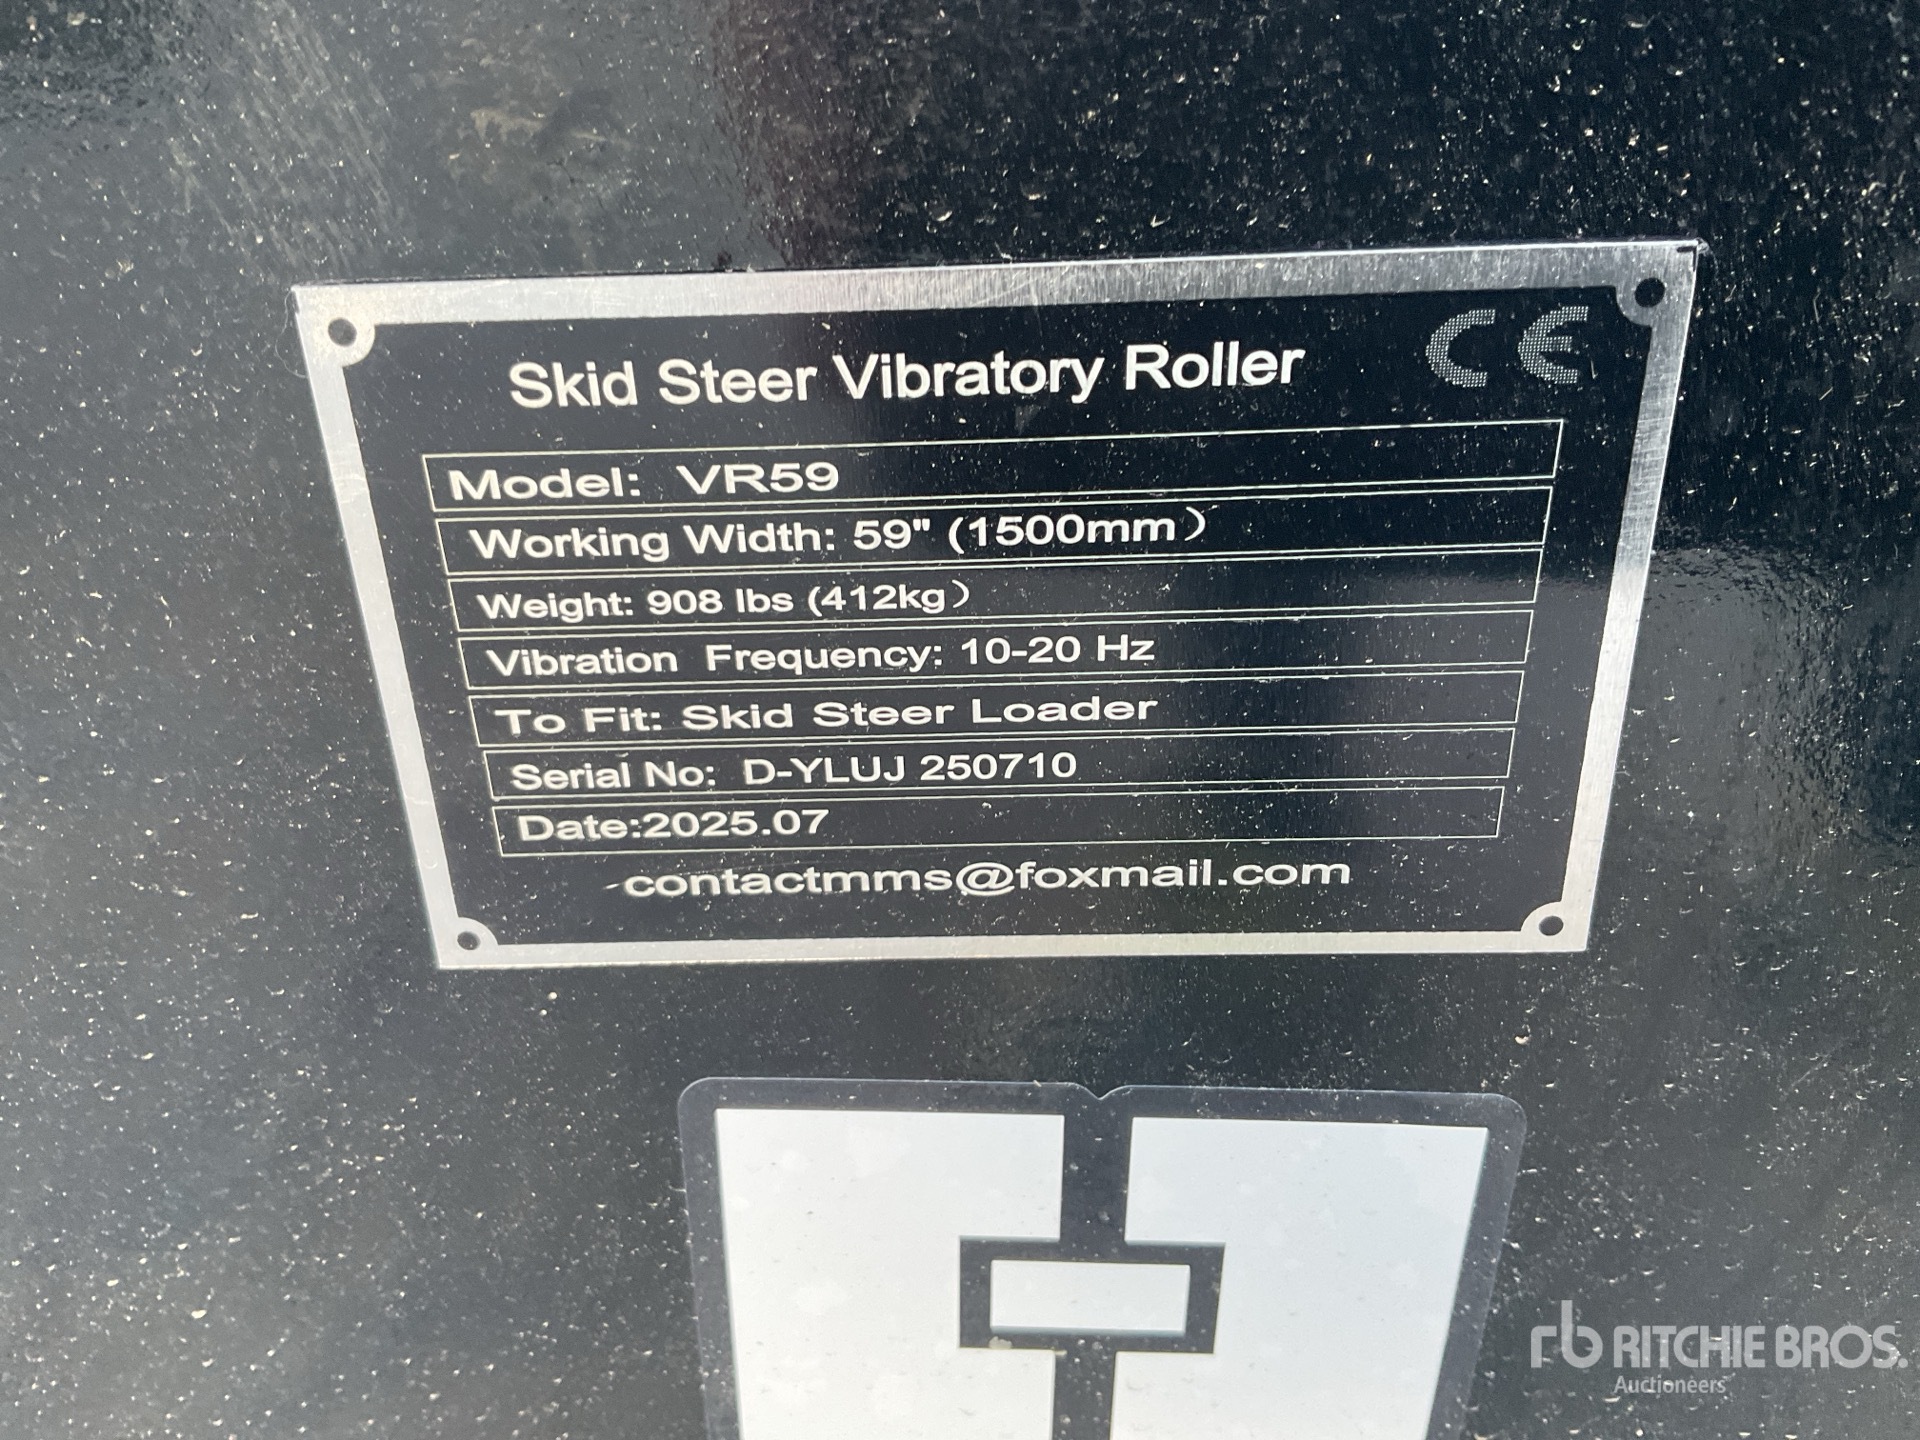 Skid Steer Vibratory Roller
CE
Model: VR59
Working Width: 59" (1500mm）
Weight: 908 lbs (412kg）
Vibration Frequency: 10-20 Hz
To Fit: Skid Steer Loader
Serial No: D-YLUJ 250710
Date:2025.07
contactmms@foxmail.com
rb RITCHIE BROS.
Auctioneers